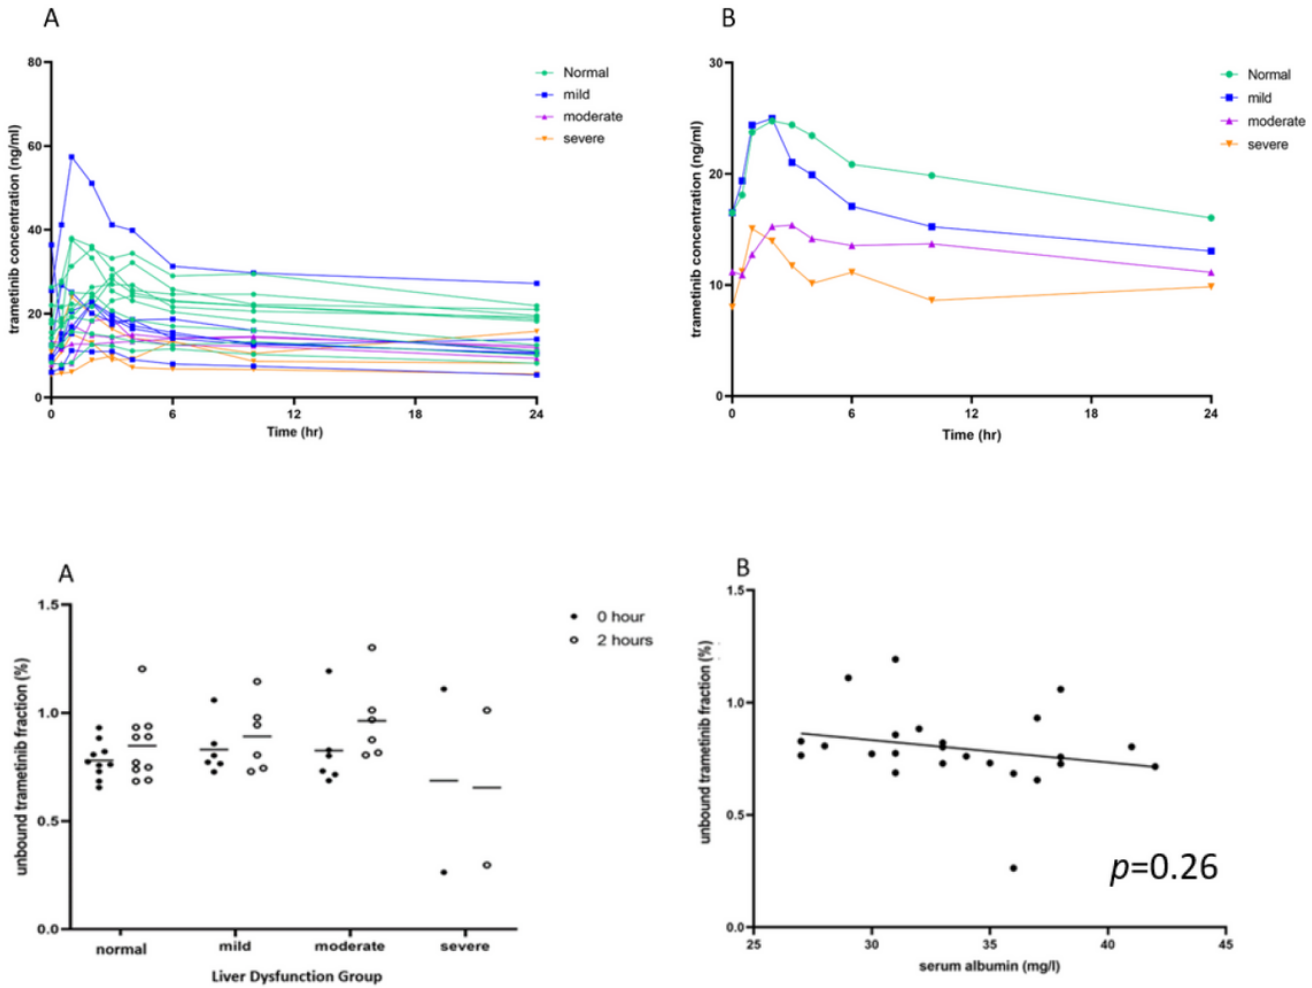 A
80
60
40
20
0
0 6 12 18 24
trametinib concentration (ng/ml)
Time (hr)
Normal
mild
moderate
severe
B
30
20
10
0
0 6 12 18 24
trametinib concentration (ng/ml)
Time (hr)
Normal
mild
moderate
severe
A
1.5
1.0
0.5
0.0
unbound trametinib fraction (%)
normal mild moderate severe
Liver Dysfunction Group
0 hour
2 hours
B
1.5
1.0
0.5
0.0
unbound trametinib fraction (%)
25 30 35 40 45
serum albumin (mg/l)
p=0.26